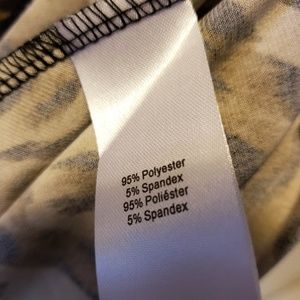 95% Polyester
5% Spandex
95% Poliéster
5% Spandex